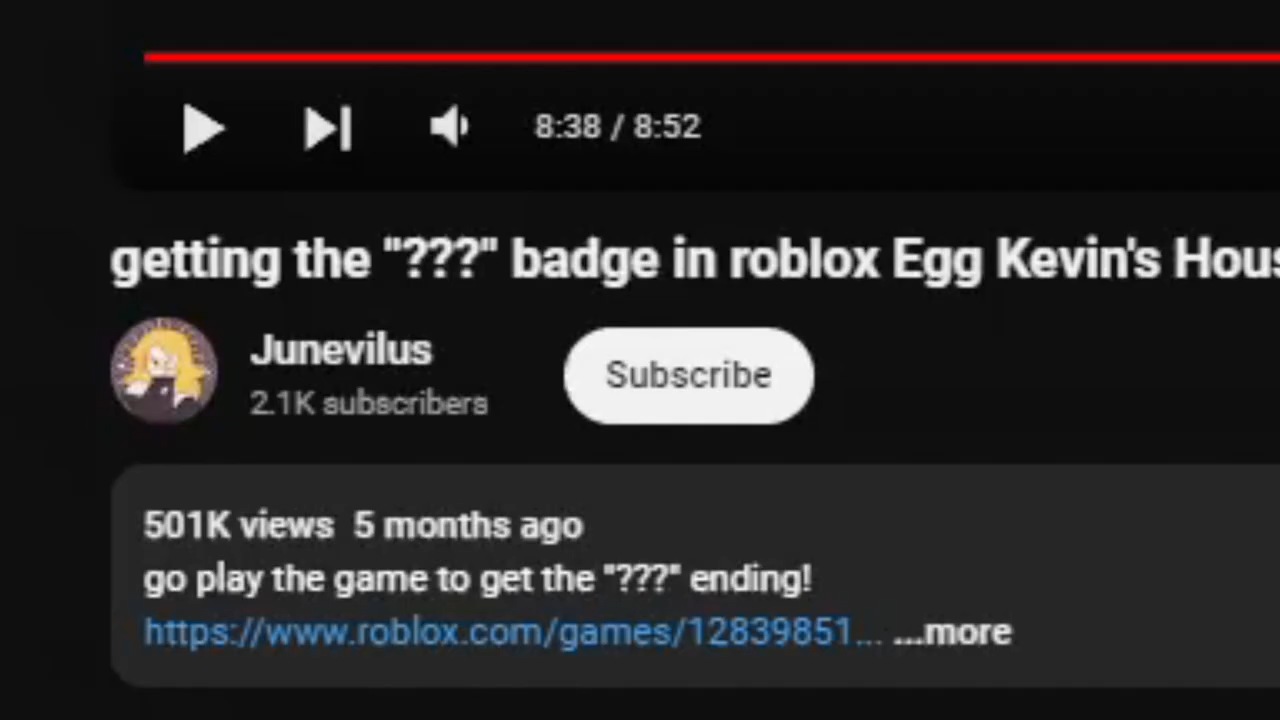 8:38 / 8:52
getting the "???" badge in roblox Egg Kevin's
Junevilus
Subscribe
2.1K subscribers
501K views 5 months ago
go play the game to get the "???" ending!
https://www.roblox.com/games/12839851... ...more